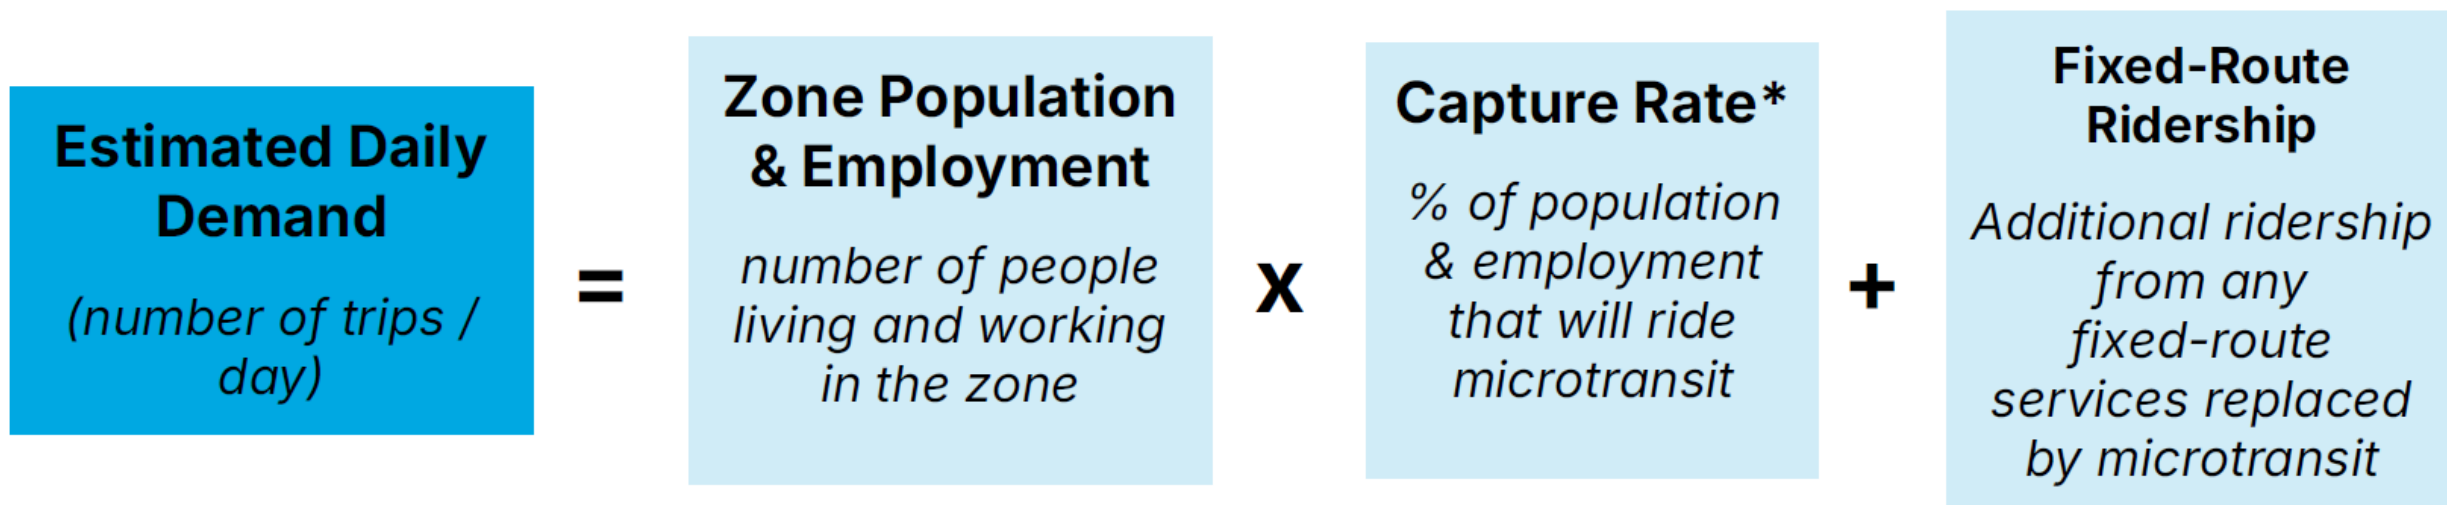 Estimated Daily
Demand
(number of trips /
day)
=
Zone Population
& Employment
number of people
living and working
in the zone
x
Capture Rate*
% of population
& employment
that will ride
microtransit
+
Fixed-Route
Ridership
Additional ridership
from any
fixed-route
services replaced
by microtransit